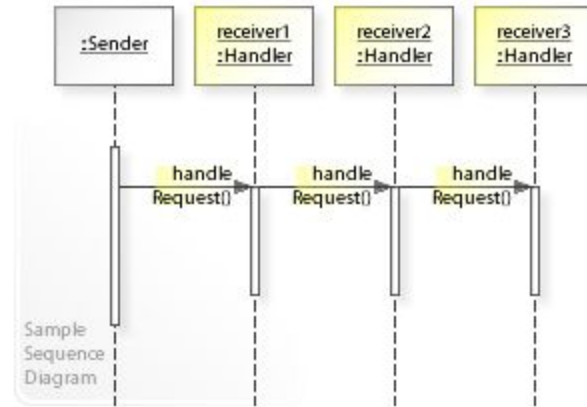 :Sender
receiver1
:Handler
receiver2
:Handler
receiver3
:Handler
handle
Request()
handle
Request()
handle
Request()
Sample
Sequence
Diagram